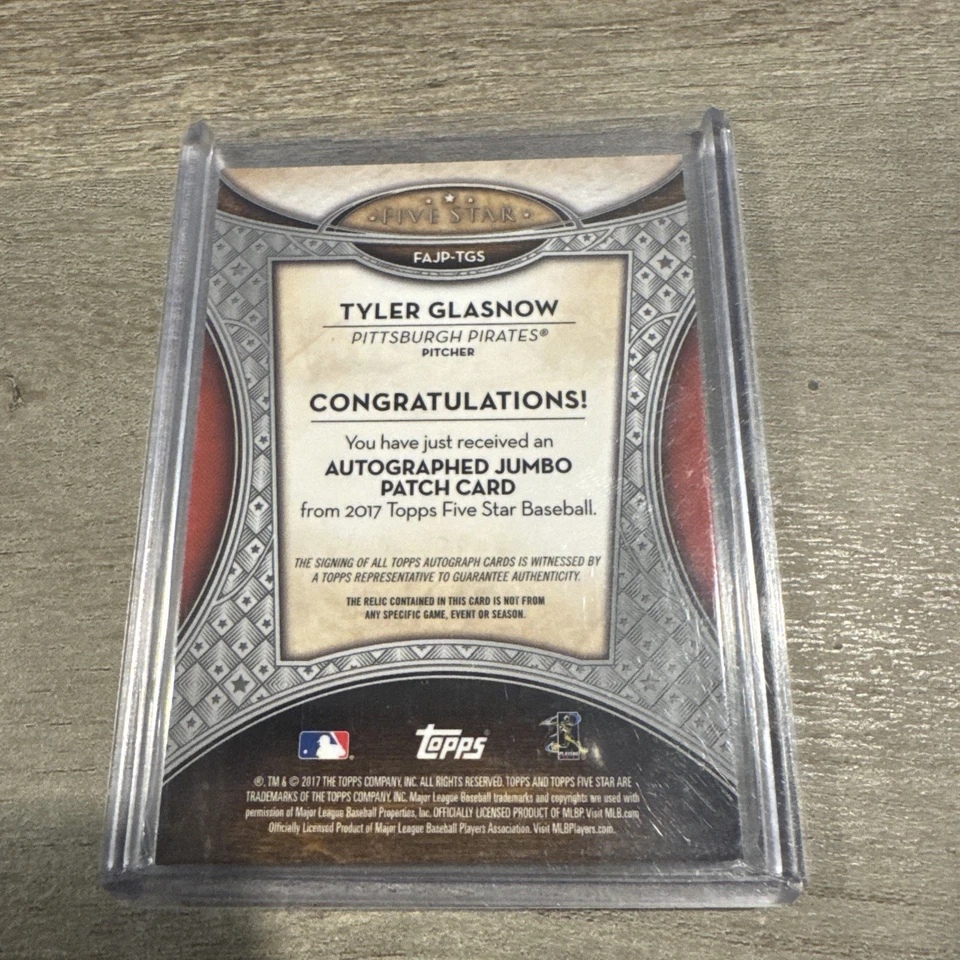 FIVE STAR
FAJP-TGS
TYLER GLASNOW
PITTSBURGH PIRATES®
PITCHER
CONGRATULATIONS!
You have just received an
AUTOGRAPHED JUMBO
PATCH CARD
from 2017 Topps Five Star Baseball.
THE SIGNING OF ALL TOPPS AUTOGRAPH CARDS IS WITNESSED BY
A TOPPS REPRESENTATIVE TO GUARANTEE AUTHENTICITY.
THE RELIC CONTAINED IN THIS CARD IS NOT FROM
ANY SPECIFIC GAME, EVENT OR SEASON.
topps®
PLAYERS
®, TM & © 2017 THE TOPPS COMPANY, INC. ALL RIGHTS RESERVED. TOPPS AND TOPPS FIVE STAR ARE
TRADEMARKS OF THE TOPPS COMPANY, INC. Major League Baseball trademarks and copyrights are used with
permission of Major League Baseball Properties, Inc. OFFICIALLY LICENSED PRODUCT OF MLBP. Visit MLB.com
Officially Licensed Product of Major League Baseball Players Association. Visit MLBPlayers.com.